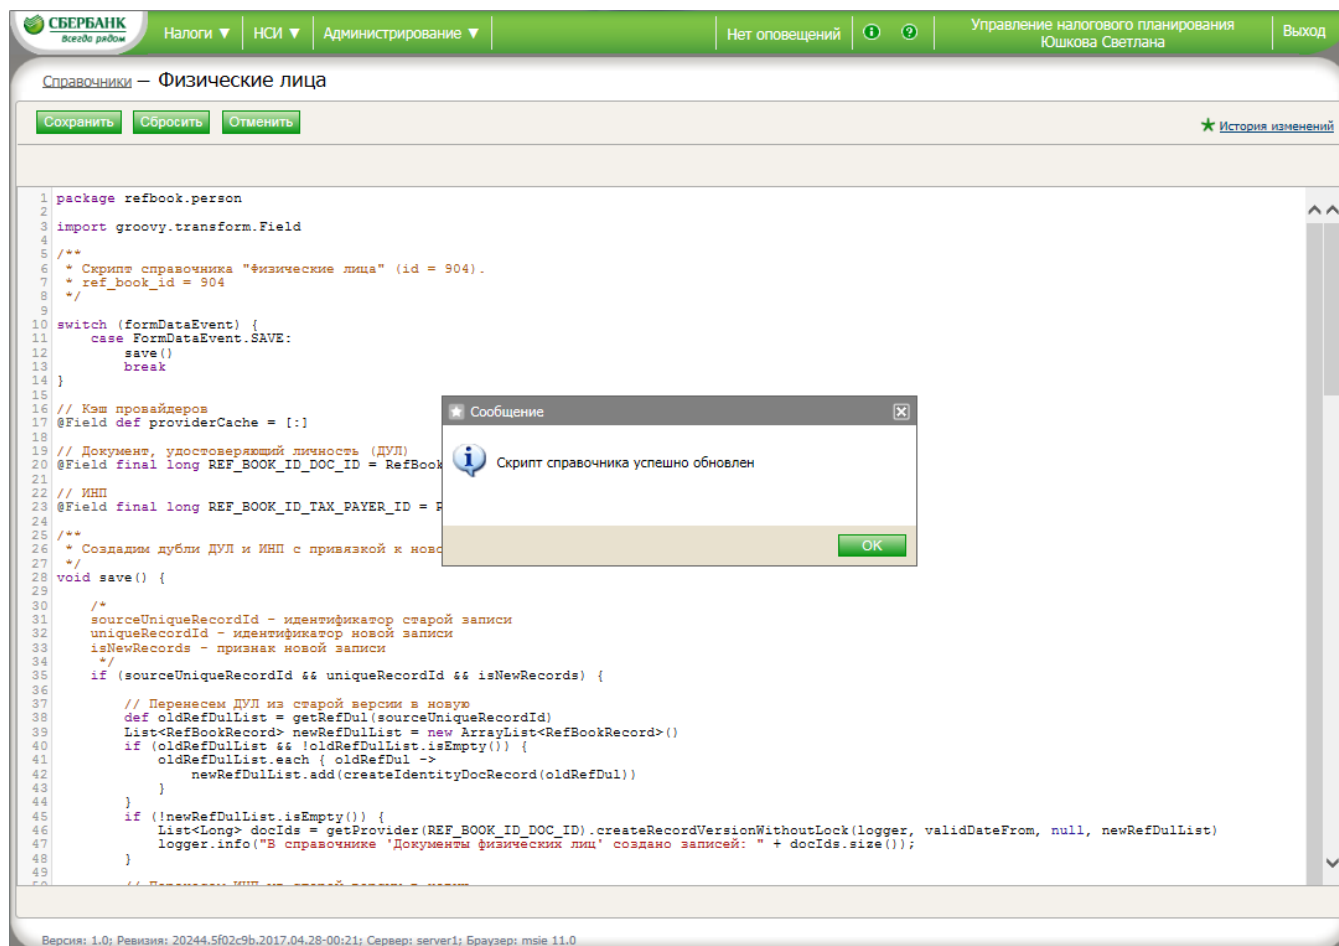 СБЕРБАНК
Всегда рядом
Налоги ▼
НСИ ▼
Администрирование ▼
Нет оповещений
Управление налогового планирования
Юшкова Светлана
Выход
Справочники — Физические лица
Сохранить
Сбросить
Отменить
История изменений
1 package refbook.person
2
3 import groovy.transform.Field
4
5 /**
6 * Скрипт справочника "Физические лица" (id = 904).
7 * ref_book_id = 904
8 */
9
10 switch (formDataEvent) {
11 case FormDataEvent.SAVE:
12 save()
13 break
14 }
15
16 // Кэш провайдеров
17 @Field def providerCache = [:]
18
19 // Документ, удостоверяющий личность (ДУЛ)
20 @Field final long REF_BOOK_ID_DOC_ID = RefBook
21
22 // ИНП
23 @Field final long REF_BOOK_ID_TAX_PAYER_ID =
24
25 /**
26 * Создадим дубли ДУЛ и ИНП с привязкой к ново
27 */
28 void save() {
29
30 /*
31 sourceUniqueRecordId - идентификатор старой записи
32 uniqueRecordId - идентификатор новой записи
33 isNewRecords - признак новой записи
34 */
35 if (sourceUniqueRecordId && uniqueRecordId && isNewRecords) {
36
37 // Перенесем ДУЛ из старой версии в новую
38 def oldRefDulList = getRefDul(sourceUniqueRecordId)
39 List<RefBookRecord> newRefDulList = new ArrayList<RefBookRecord>()
40 if (oldRefDulList && !oldRefDulList.isEmpty()) {
41 oldRefDulList.each { oldRefDul ->
42 newRefDulList.add(createIdentityDocRecord(oldRefDul))
43 }
44 }
45 if (!newRefDulList.isEmpty()) {
46 List<Long> docIds = getProvider(REF_BOOK_ID_DOC_ID).createRecordVersionWithoutLock(logger, validDateFrom, null, newRefDulList)
47 logger.info("В справочнике 'Документы физических лиц' создано записей: " + docIds.size());
48 }
49
Сообщение
Скрипт справочника успешно обновлен
OK
Версия: 1.0; Ревизия: 20244.5f02c9b.2017.04.28-00:21; Сервер: server1; Браузер: msie 11.0